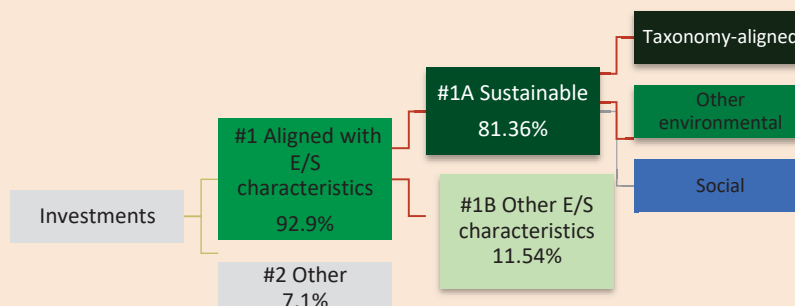 Investments
#1 Aligned with
E/S
characteristics
92.9%
#2 Other
7.1%
#1A Sustainable
81.36%
#1B Other E/S
characteristics
11.54%
Taxonomy-aligned
Other
environmental
Social